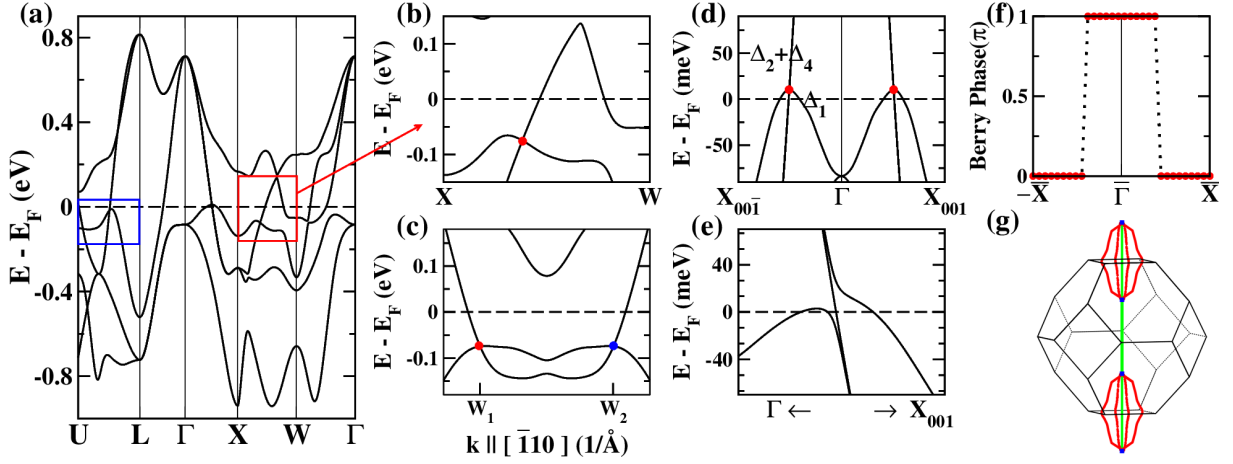 (a)
E - E_F (eV)
0.8
0.4
0
-0.4
-0.8
U L Γ X W Γ
(b)
E - E_F (eV)
0.1
0
-0.1
X W
(c)
E - E_F (eV)
0.1
0
-0.1
W_1 W_2
k || [ 1̅10 ] (1/Å)
(d)
E - E_F (meV)
50
0
-50
Δ_2+Δ_4
Δ_1
X_001̅ Γ X_001
(e)
E - E_F (meV)
40
0
-40
Γ ← → X_001
(f)
Berry Phase(π)
1
0.5
0
-X̅ Γ̅ X̅
(g)